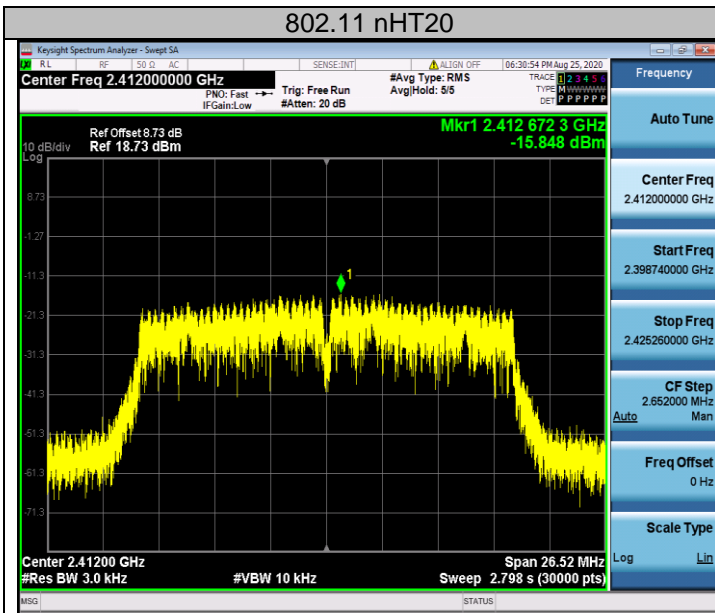 802.11 nHT20
Keysight Spectrum Analyzer - Swept SA
RL RF 50 Ω AC SENSE:INT ALIGN OFF 06:30:54 PM Aug 25, 2020
Center Freq 2.412000000 GHz
PNO: Fast
IFGain:Low
Trig: Free Run
#Atten: 20 dB
#Avg Type: RMS
Avg|Hold: 5/5
TRACE 1 2 3 4 5 6
TYPE M W W W W W
DET P P P P P P
Frequency
Ref Offset 8.73 dB
10 dB/div Ref 18.73 dBm
Log
Mkr1 2.412 672 3 GHz
-15.848 dBm
8.73
-1.27
-11.3
-21.3
-31.3
-41.3
-51.3
-61.3
-71.3
1
Center 2.41200 GHz
#Res BW 3.0 kHz
#VBW 10 kHz
Span 26.52 MHz
Sweep 2.798 s (30000 pts)
MSG STATUS
Auto Tune
Center Freq
2.412000000 GHz
Start Freq
2.398740000 GHz
Stop Freq
2.425260000 GHz
CF Step
2.652000 MHz
Auto Man
Freq Offset
0 Hz
Scale Type
Log Lin